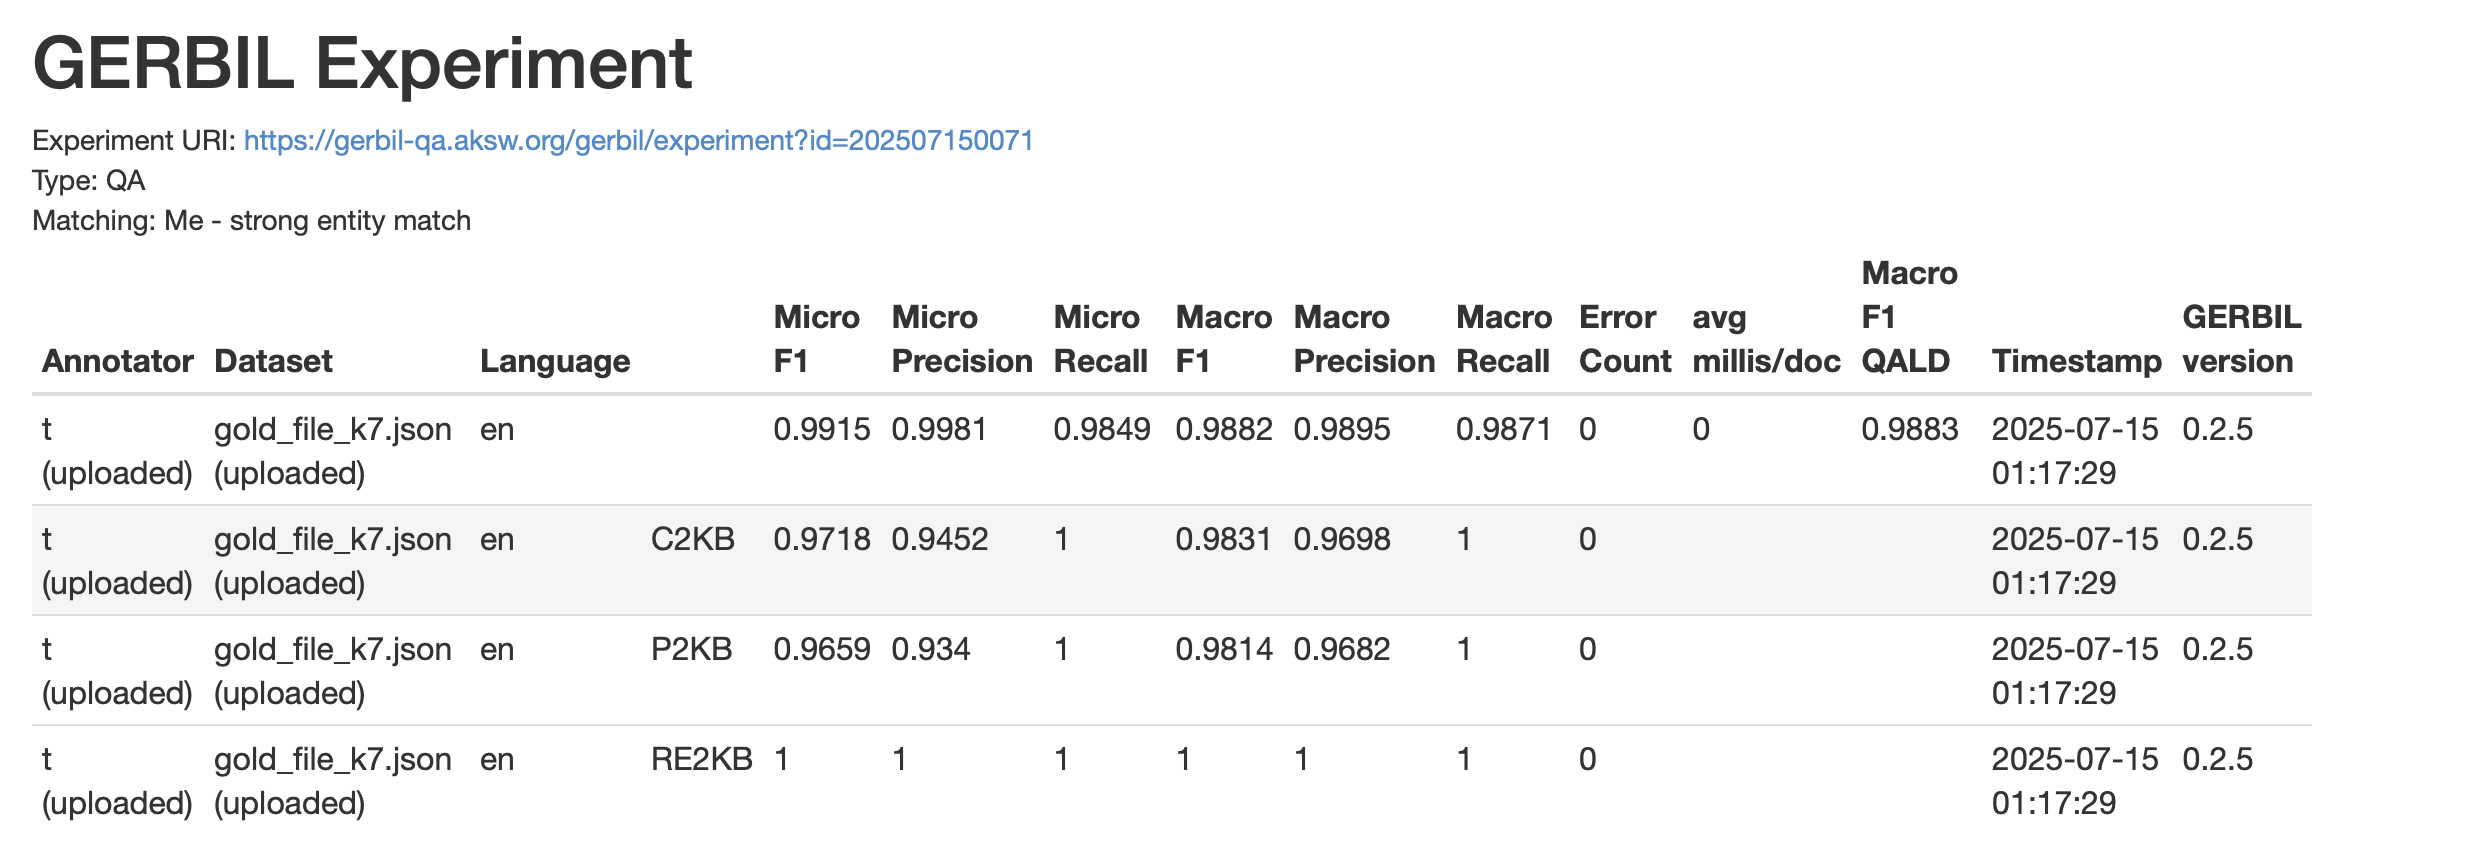 GERBIL Experiment
Experiment URI: https://gerbil-qa.aksw.org/gerbil/experiment?id=202507150071
Type: QA
Matching: Me - strong entity match
Annotator Dataset Language Micro F1 Micro Precision Micro Recall Macro F1 Macro Precision Macro Recall Error Count avg millis/doc Macro F1 QALD Timestamp GERBIL version
t (uploaded) gold_file_k7.json (uploaded) en 0.9915 0.9981 0.9849 0.9882 0.9895 0.9871 0 0 0.9883 2025-07-15 01:17:29 0.2.5
t (uploaded) gold_file_k7.json (uploaded) en C2KB 0.9718 0.9452 1 0.9831 0.9698 1 0 2025-07-15 01:17:29 0.2.5
t (uploaded) gold_file_k7.json (uploaded) en P2KB 0.9659 0.934 1 0.9814 0.9682 1 0 2025-07-15 01:17:29 0.2.5
t (uploaded) gold_file_k7.json (uploaded) en RE2KB 1 1 1 1 1 1 0 2025-07-15 01:17:29 0.2.5